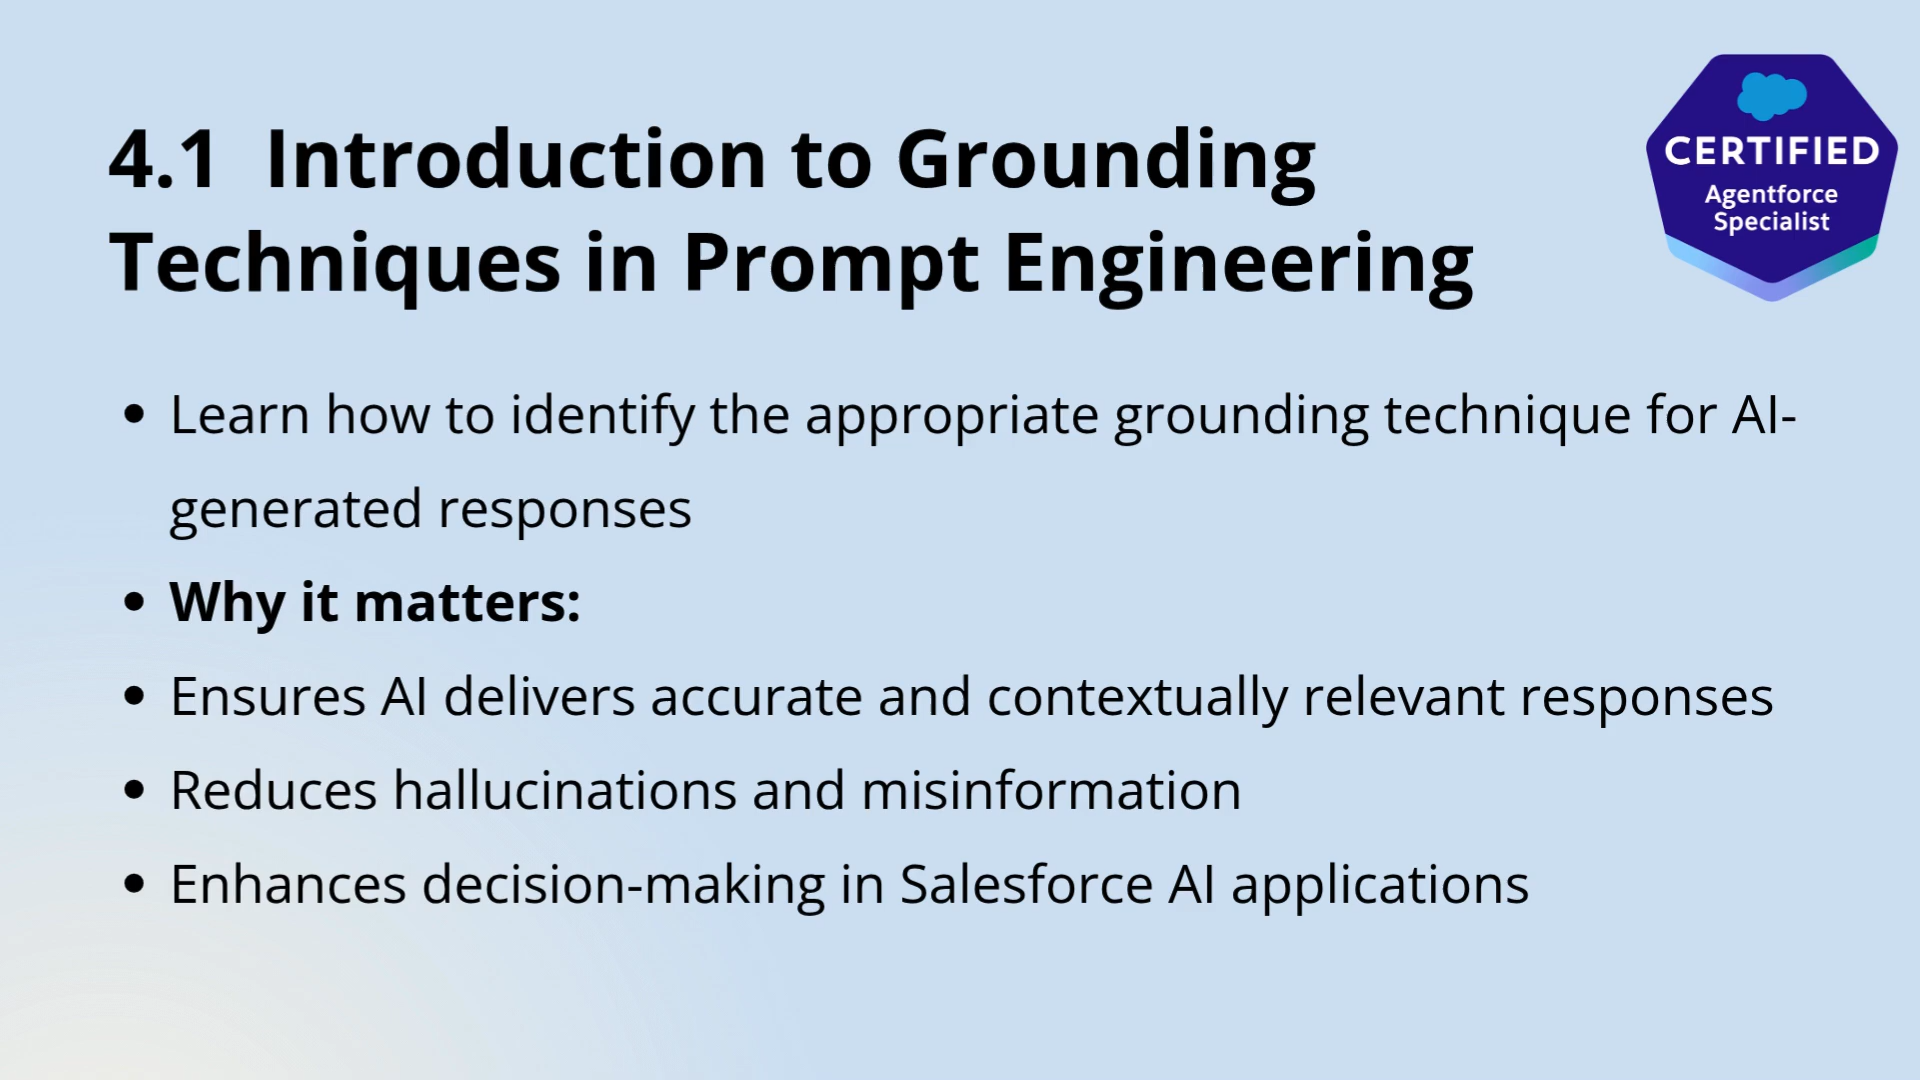 4.1  Introduction to Grounding
Techniques in Prompt Engineering
CERTIFIED
Agentforce
Specialist
• Learn how to identify the appropriate grounding technique for AI-
generated responses
• Why it matters:
• Ensures AI delivers accurate and contextually relevant responses
• Reduces hallucinations and misinformation
• Enhances decision-making in Salesforce AI applications